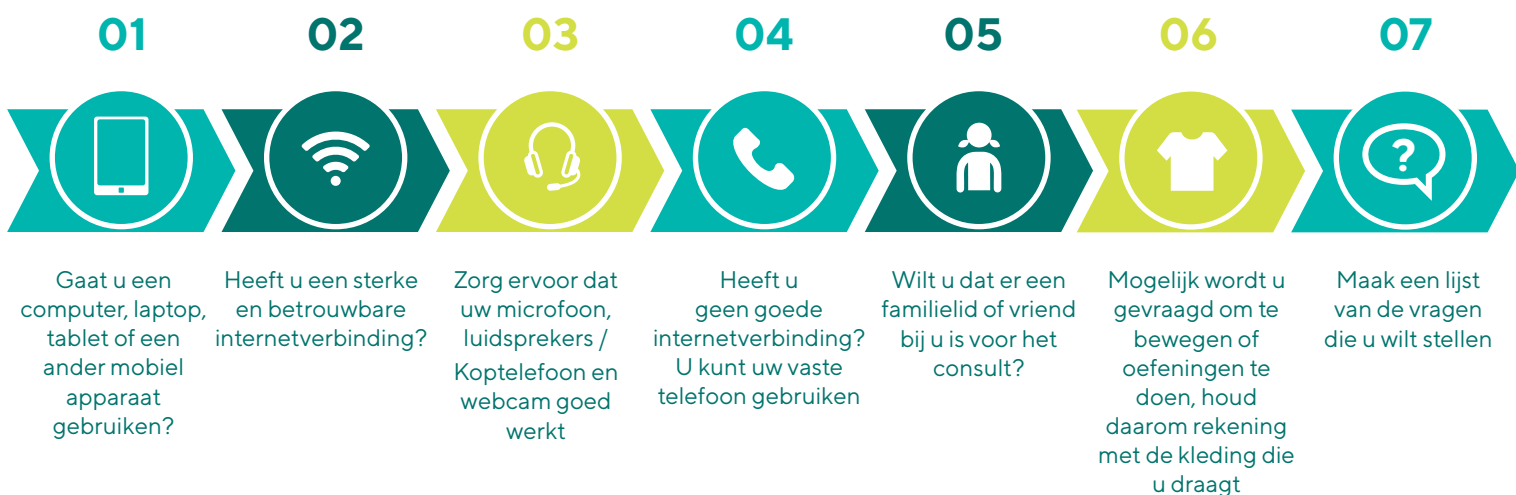 01
Gaat u een
computer, laptop,
tablet of een
ander mobiel
apparaat
gebruiken?
02
Heeft u een sterke
en betrouwbare
internetverbinding?
03
Zorg ervoor dat
uw microfoon,
luidsprekers /
Koptelefoon en
webcam goed
werkt
04
Heeft u
geen goede
internetverbinding?
U kunt uw vaste
telefoon gebruiken
05
Wilt u dat er een
familielid of vriend
bij u is voor het
consult?
06
Mogelijk wordt u
gevraagd om te
bewegen of
oefeningen te
doen, houd
daarom rekening
met de kleding die
u draagt
07
?
Maak een lijst
van de vragen
die u wilt stellen